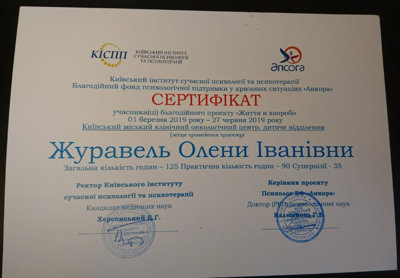 КІСПП
КИЇВСЬКИЙ ІНСТИТУТ
СУЧАСНОЇ ПСИХОЛОГІЇ
ТА ПСИХОТЕРАПІЇ
ancora
Київський інститут сучасної психології та психотерапії
Благодійний фонд психологічної підтримки у кризових ситуаціях «Анкора»
СЕРТИФІКАТ
учасника(ці) благодійного проекту «Життя в хворобі»
01 березня 2019 року – 27 червня 2019 року
Київський міський клінічний онкологічний центр, дитяче відділення
(місце проведення проекту)
Журавель Олени Іванівни
Загальна кількість годин – 125 Практична кількість годин – 90 Супервізії - 35
Ректор Київського інституту
сучасної психології та психотерапії
Кандидат медичних наук
Херсонський Б.Г.
Керівник проекту
Психолог БФ «Анкора»
Доктор (PhD) наук